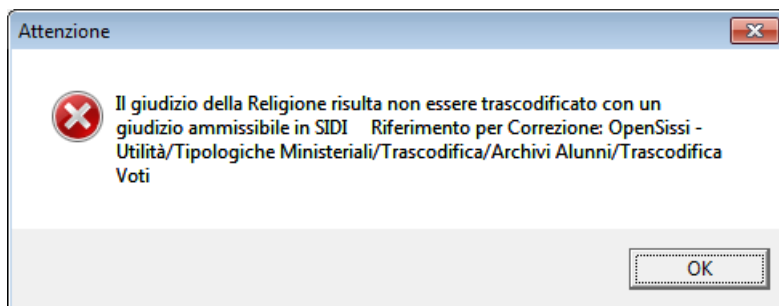 Attenzione
Il giudizio della Religione risulta non essere trascodificato con un
giudizio ammissibile in SIDI    Riferimento per Correzione: OpenSissi -
Utilità/Tipologiche Ministeriali/Trascodifica/Archivi Alunni/Trascodifica
Voti
OK